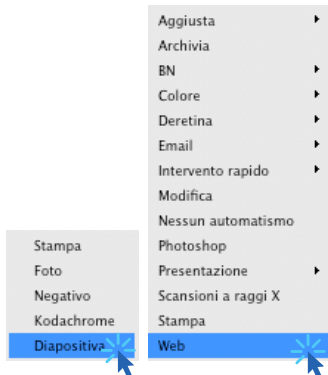 Stampa
Foto
Negativo
Kodachrome
Diapositiva
Aggiusta
Archivia
BN
Colore
Deretina
Email
Intervento rapido
Modifica
Nessun automatismo
Photoshop
Presentazione
Scansioni a raggi X
Stampa
Web